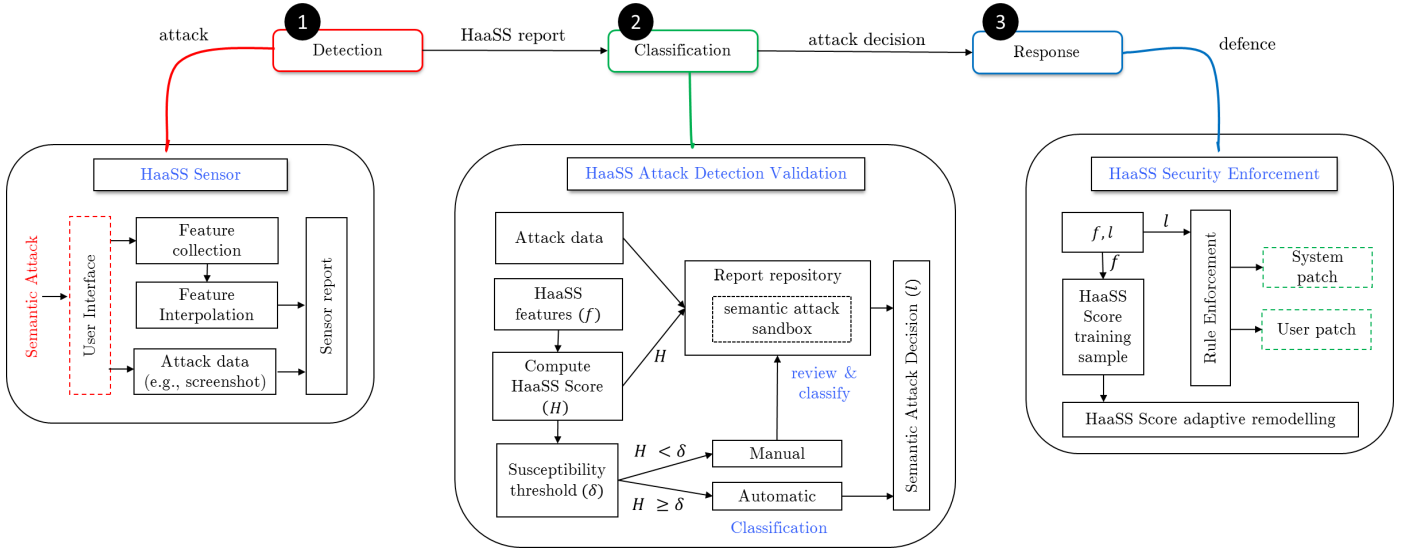 1
2
3
attack
Detection
HaaSS report
Classification
attack decision
Response
defence
HaaSS Sensor
Semantic Attack
User Interface
Feature
collection
Feature
Interpolation
Attack data
(e.g., screenshot)
Sensor report
HaaSS Attack Detection Validation
Attack data
HaaSS
features (f)
Compute
HaaSS Score
(H)
H
Susceptibility
threshold (δ)
H < δ
H ≥ δ
Report repository
semantic attack
sandbox
review &
classify
Manual
Automatic
Classification
Semantic Attack Decision (l)
HaaSS Security Enforcement
f, l
l
f
HaaSS
Score
training
sample
Rule Enforcement
System
patch
User patch
HaaSS Score adaptive remodelling